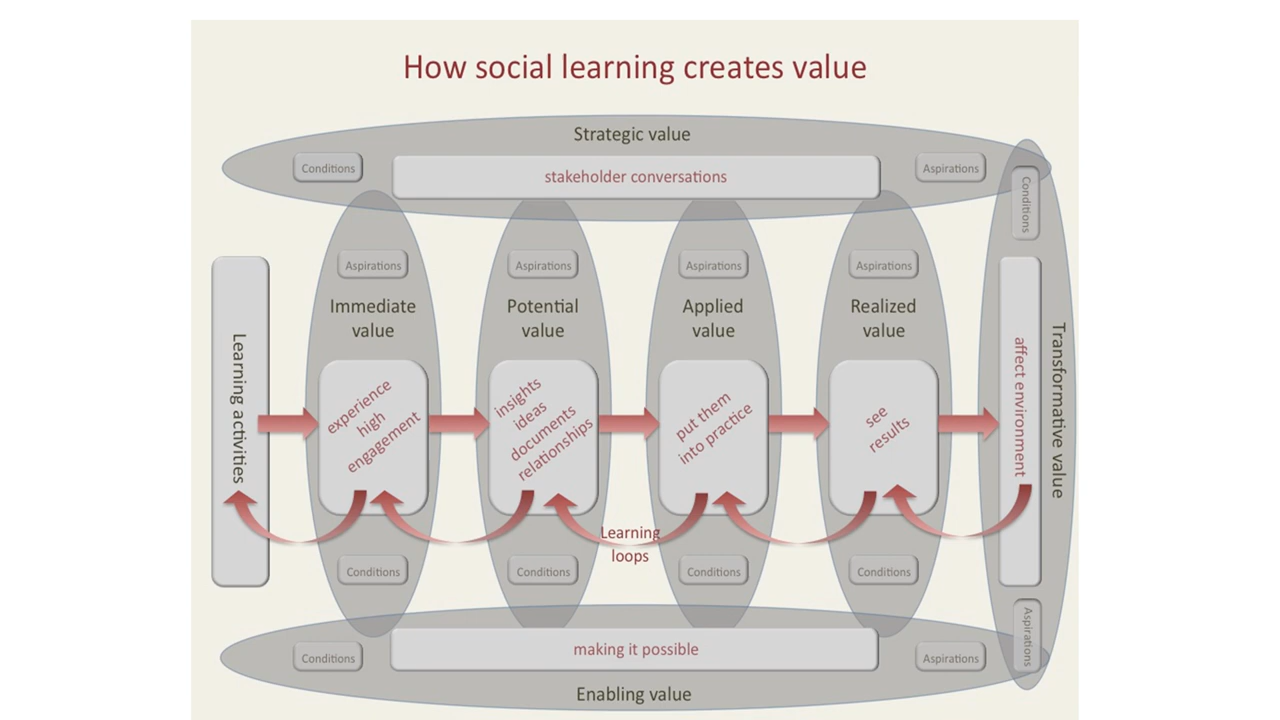 How social learning creates value
Strategic value
Conditions
stakeholder conversations
Aspirations
Conditions
Aspirations
Aspirations
Aspirations
Aspirations
Immediate
value
Potential
value
Applied
value
Realized
value
Learning activities
experience
high
engagement
insights
ideas
documents
relationships
put them
into practice
see
results
affect environment
Transformative value
Learning
loops
Conditions
Conditions
Conditions
Conditions
Aspirations
Conditions
making it possible
Aspirations
Enabling value